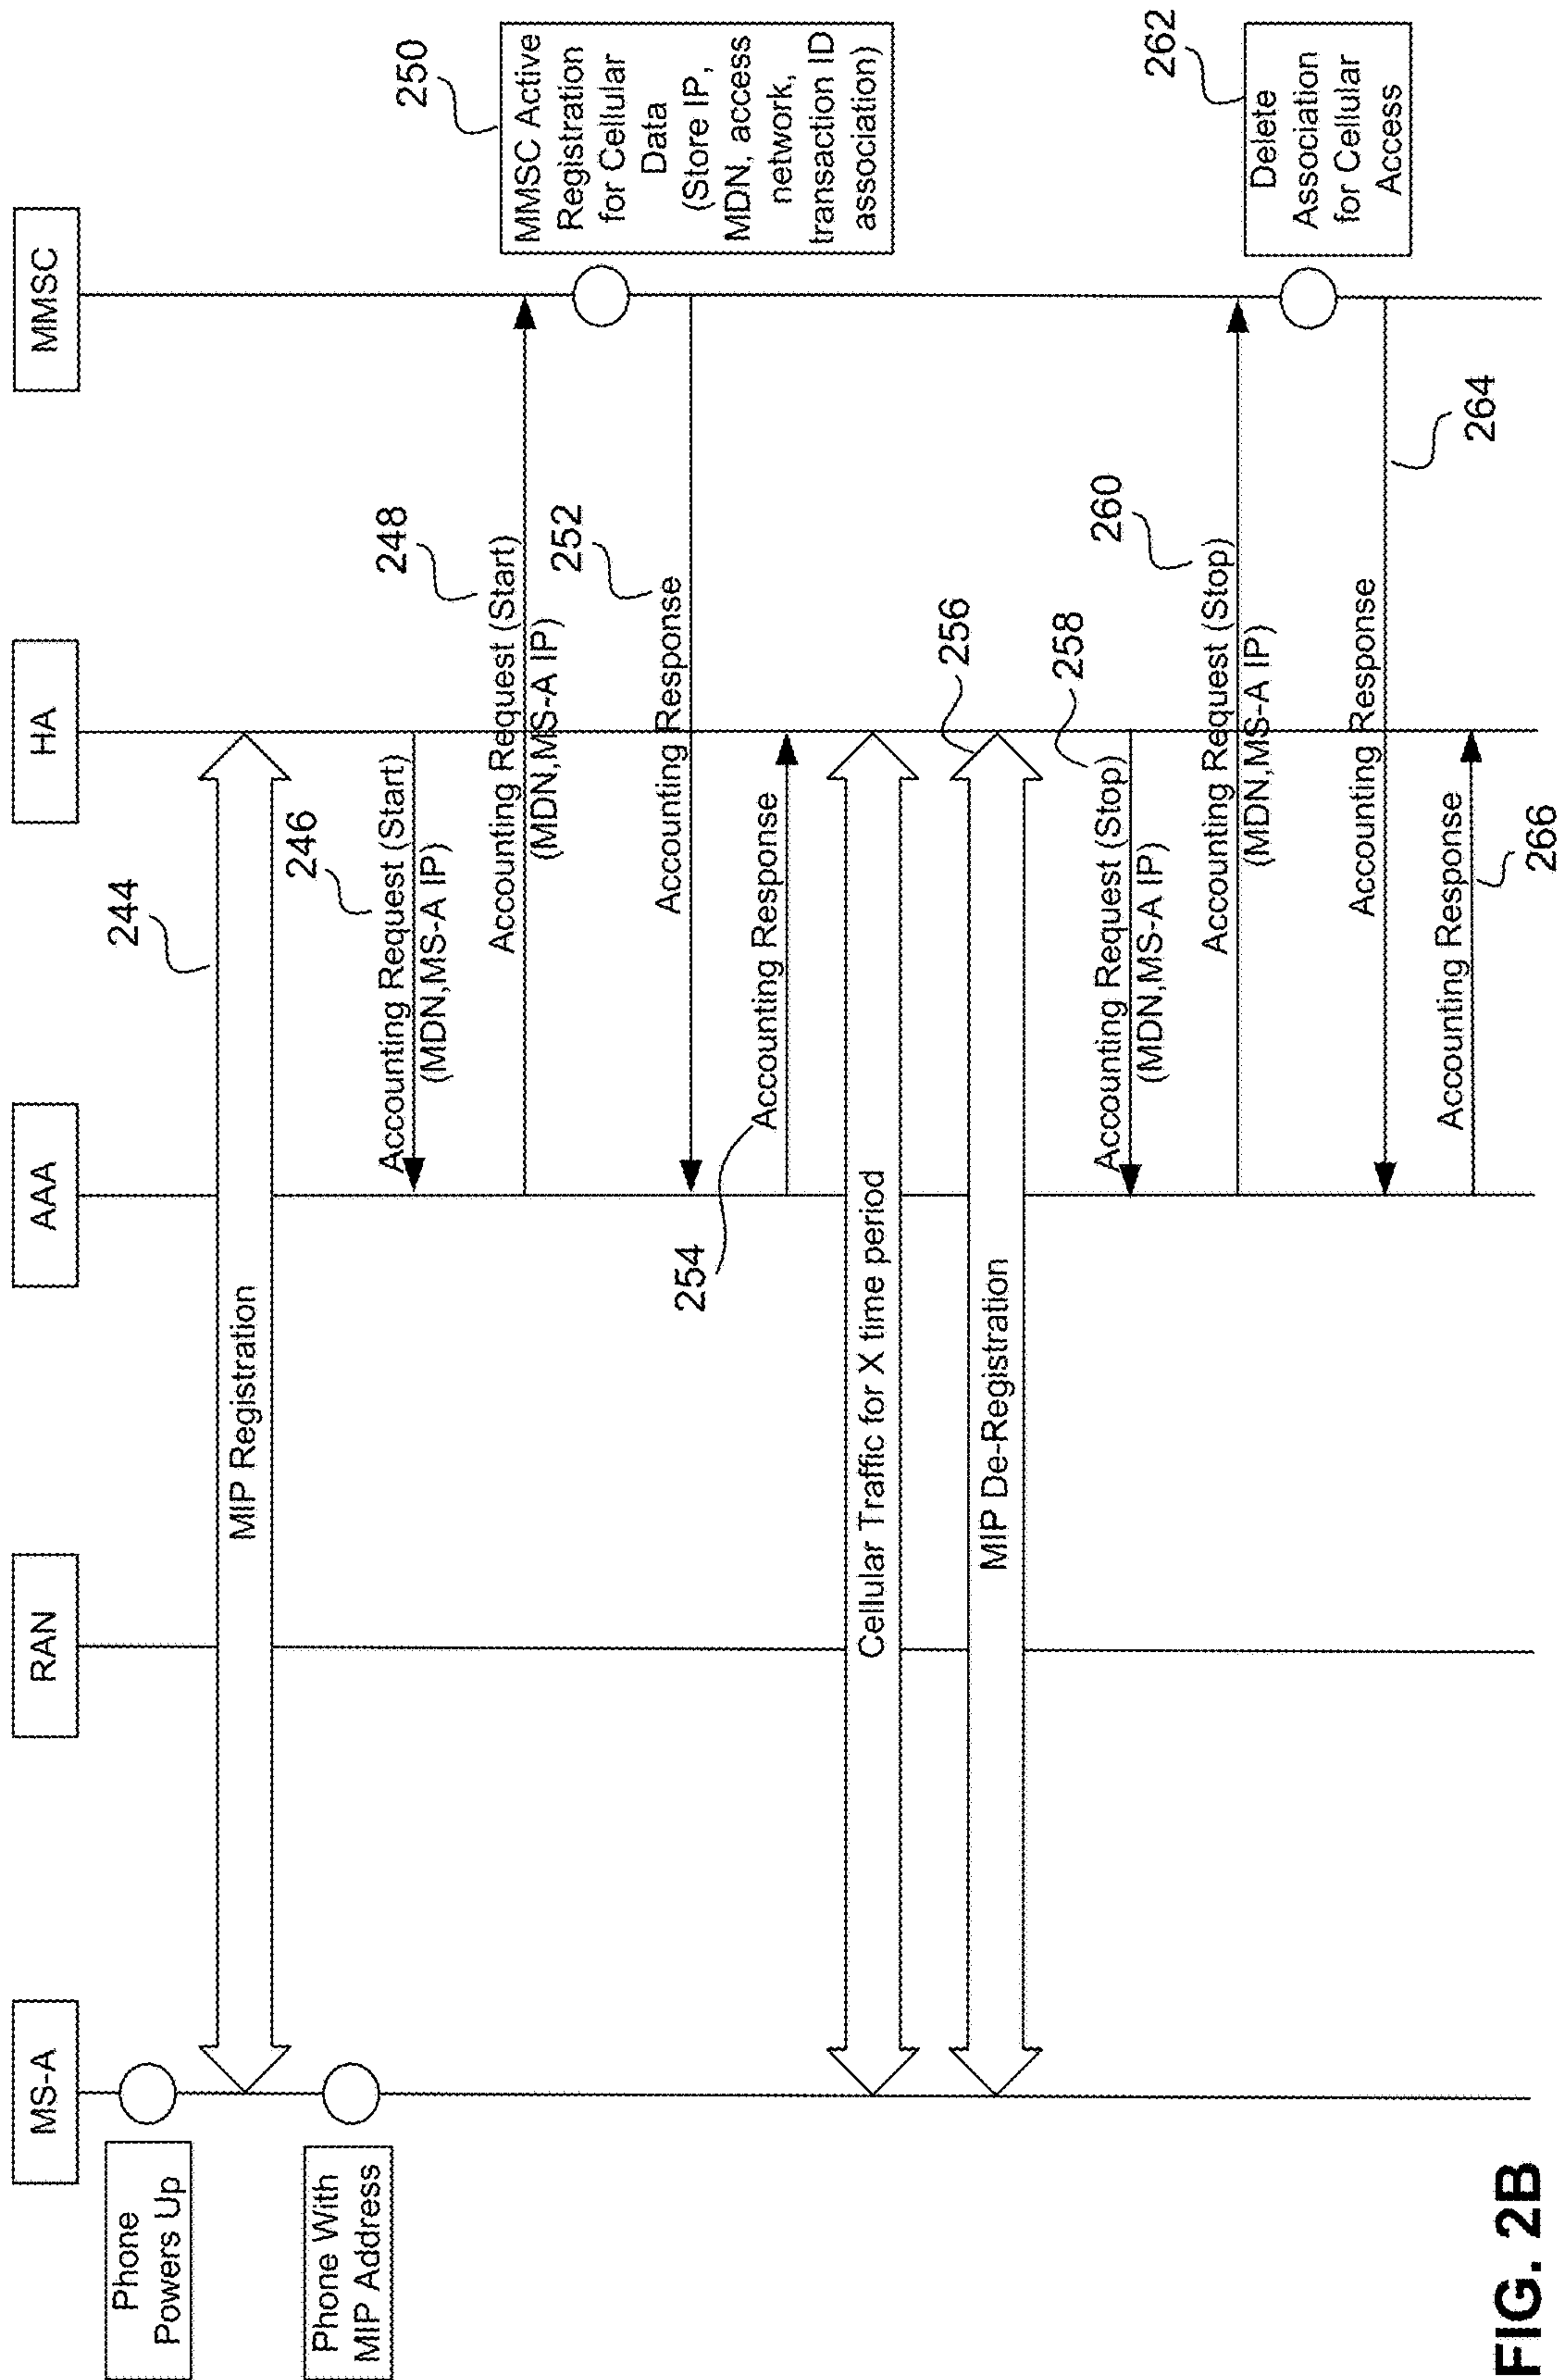 MS-A
RAN
AAA
HA
MMSC
Phone
Powers Up
244
MIP Registration
Phone With
MIP Address
246
Accounting Request (Start)
(MDN,MS-A IP)
248
Accounting Request (Start)
(MDN,MS-A IP)
250
MMSC Active
Registration
for Cellular
Data
(Store IP,
MDN, access
network,
transaction ID
association)
252
Accounting Response
254
Accounting Response
Cellular Traffic for X time period
256
MIP De-Registration
258
Accounting Request (Stop)
(MDN,MS-A IP)
260
Accounting Request (Stop)
(MDN,MS-A IP)
262
Delete
Association
for Cellular
Access
Accounting Response
264
Accounting Response
266
FIG. 2B